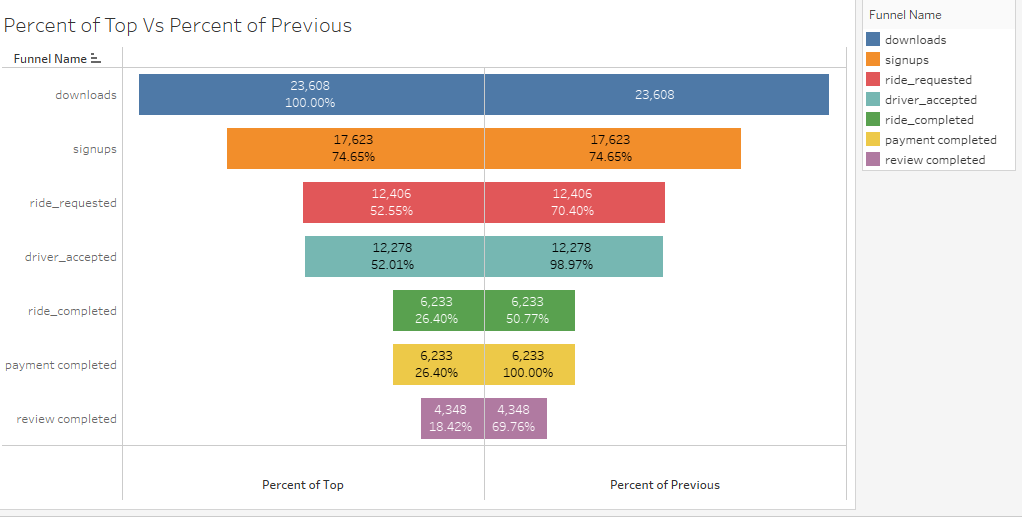 Percent of Top Vs Percent of Previous
Funnel Name
downloads
23,608
100.00%
23,608
signups
17,623
74.65%
17,623
74.65%
ride_requested
12,406
52.55%
12,406
70.40%
driver_accepted
12,278
52.01%
12,278
98.97%
ride_completed
6,233
26.40%
6,233
50.77%
payment completed
6,233
26.40%
6,233
100.00%
review completed
4,348
18.42%
4,348
69.76%
Percent of Top
Percent of Previous
Funnel Name
downloads
signups
ride_requested
driver_accepted
ride_completed
payment completed
review completed